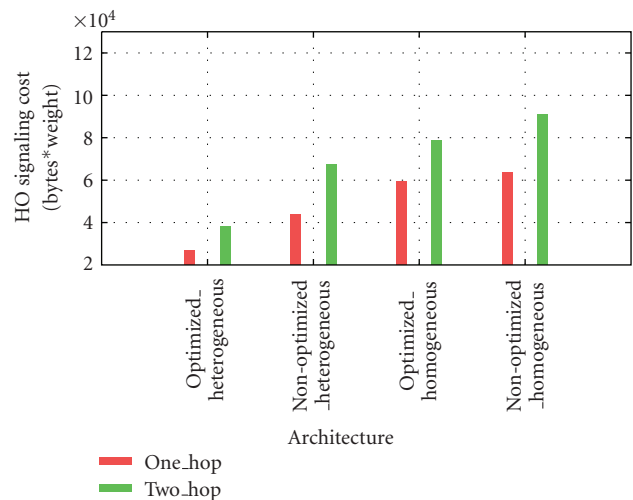 ×10⁴
12
10
8
6
4
2
HO signaling cost
(bytes*weight)
Optimized_
heterogeneous
Non-optimized
_heterogeneous
Optimized_
homogeneous
Non-optimized
_homogeneous
Architecture
One_hop
Two_hop